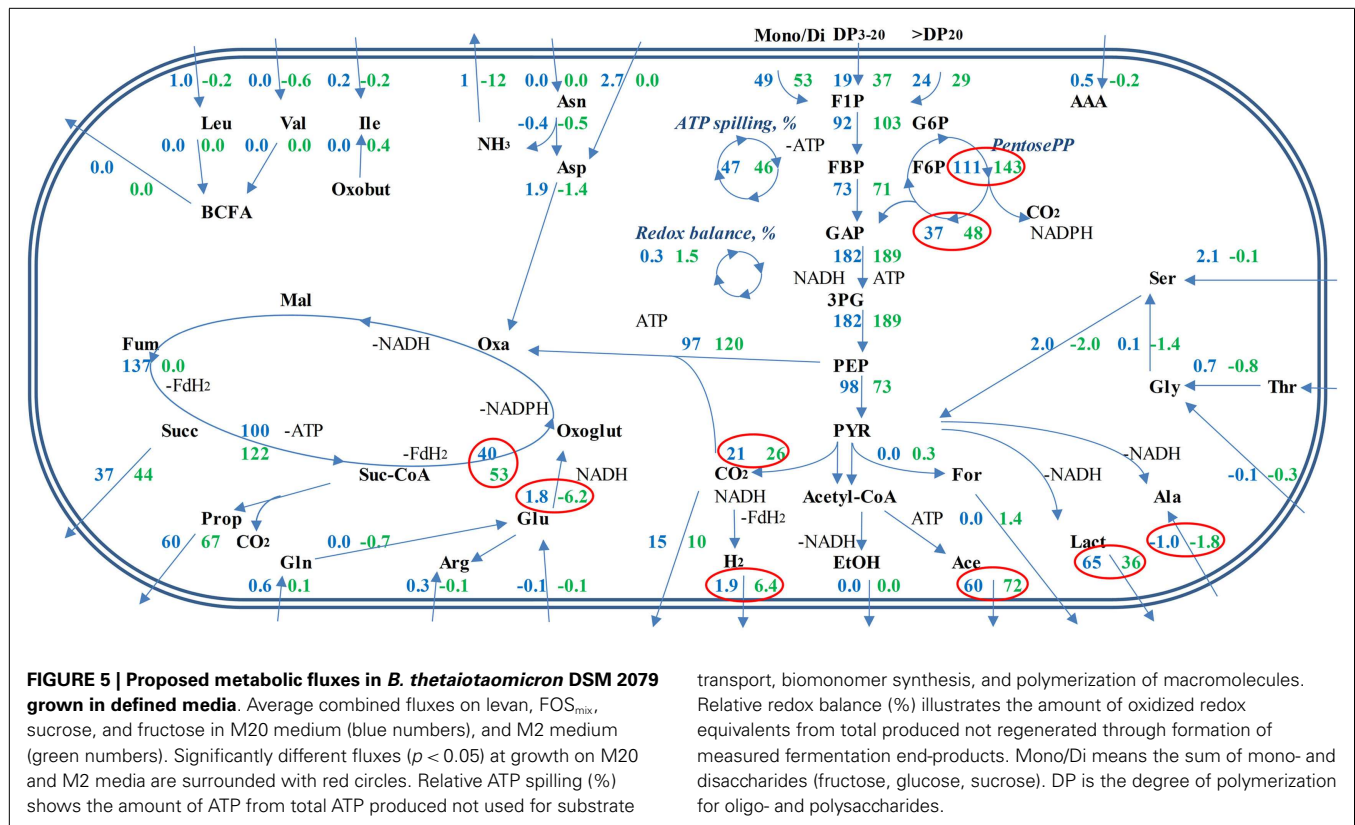 Mono/Di DP3-20 >DP20
1.0 -0.2 0.0 -0.6 0.2 -0.2 1 -12 0.0 0.0 2.7 0.0 49 53 19 37 24 29 0.5 -0.2
Asn F1P AAA
Leu Val Ile -0.4 -0.5 ATP spilling, % 92 103 G6P
0.0 0.0 0.0 0.0 0.0 0.4 NH3 -ATP PentosePP
0.0 Asp 47 46 FBP F6P 111 143
0.0 Oxobut 1.9 -1.4 73 71
BCFA CO2
Redox balance, % GAP 37 48 NADPH
0.3 1.5 182 189
NADH ATP Ser 2.1 -0.1
Mal 3PG
ATP 182 189
Fum -NADH Oxa 97 120 2.0 -2.0 0.1 -1.4
137 0.0 PEP 0.7 -0.8
-FdH2 98 73 Gly Thr
-NADPH
Succ 100 -ATP Oxoglut PYR
122 -FdH2 40 21 26 0.0 0.3
37 44 53 NADH CO2 For -NADH -NADH -0.1 -0.3
Suc-CoA NADH Acetyl-CoA Ala
1.8 -6.2 -FdH2 ATP 0.0 1.4
Prop Glu 15 10 -NADH
60 67 CO2 0.0 -0.7 H2 EtOH Ace Lact -1.0 -1.8
Gln Arg 65 36
0.6 0.1 0.3 -0.1 -0.1 -0.1 1.9 6.4 0.0 0.0 60 72
FIGURE 5 | Proposed metabolic fluxes in B. thetaiotaomicron DSM 2079
grown in defined media. Average combined fluxes on levan, FOSmix,
sucrose, and fructose in M20 medium (blue numbers), and M2 medium
(green numbers). Significantly different fluxes (p < 0.05) at growth on M20
and M2 media are surrounded with red circles. Relative ATP spilling (%)
shows the amount of ATP from total ATP produced not used for substrate
transport, biomonomer synthesis, and polymerization of macromolecules.
Relative redox balance (%) illustrates the amount of oxidized redox
equivalents from total produced not regenerated through formation of
measured fermentation end-products. Mono/Di means the sum of mono- and
disaccharides (fructose, glucose, sucrose). DP is the degree of polymerization
for oligo- and polysaccharides.